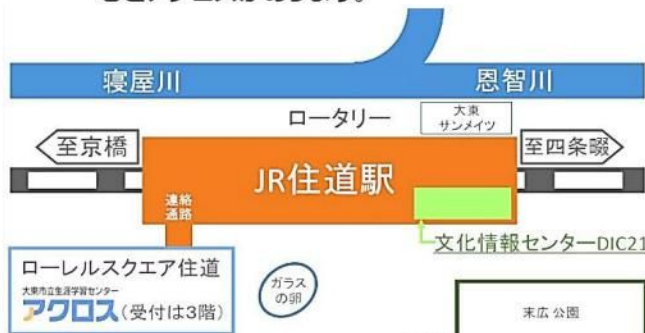 寝屋川
恩智川
ロータリー
大東
サンメイツ
至京橋
JR住道駅
至四条畷
連絡
通路
文化情報センターDIC21
ローレルスクエア住道
大東市立生涯学習センター
アクロス(受付は3階)
ガラス
の卵
末広公園